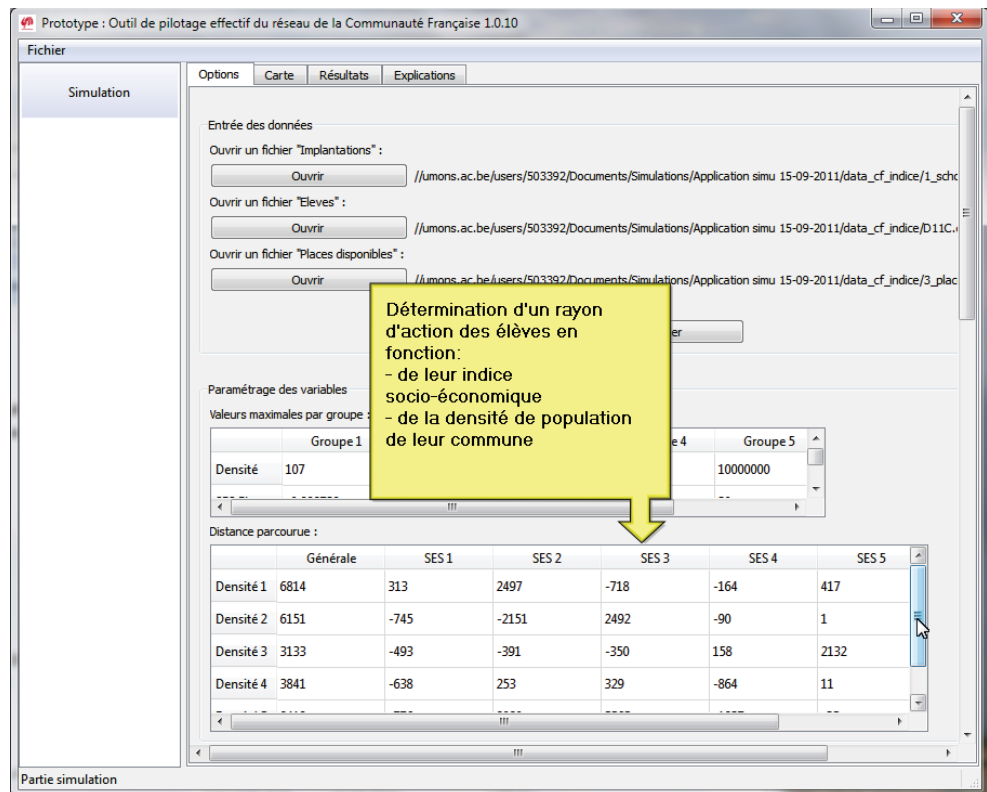 Prototype : Outil de pilotage effectif du réseau de la Communauté Française 1.0.10
Fichier
Simulation
Options Carte Résultats Explications
Entrée des données
Ouvrir un fichier "Implantations" :
Ouvrir //umons.ac.be/users/503392/Documents/Simulations/Application simu 15-09-2011/data_cf_indice/1_scho
Ouvrir un fichier "Eleves" :
Ouvrir //umons.ac.be/users/503392/Documents/Simulations/Application simu 15-09-2011/data_cf_indice/D11C.
Ouvrir un fichier "Places disponibles" :
Ouvrir //umons.ac.be/users/503392/Documents/Simulations/Application simu 15-09-2011/data_cf_indice/3_plac
er
Détermination d'un rayon
d'action des élèves en
fonction:
- de leur indice
socio-économique
- de la densité de population
de leur commune
Paramétrage des variables
Valeurs maximales par groupe :
Groupe 1 e 4 Groupe 5
Densité 107 10000000
Distance parcourue :
Générale SES 1 SES 2 SES 3 SES 4 SES 5
Densité 1 6814 313 2497 -718 -164 417
Densité 2 6151 -745 -2151 2492 -90 1
Densité 3 3133 -493 -391 -350 158 2132
Densité 4 3841 -638 253 329 -864 11
Partie simulation